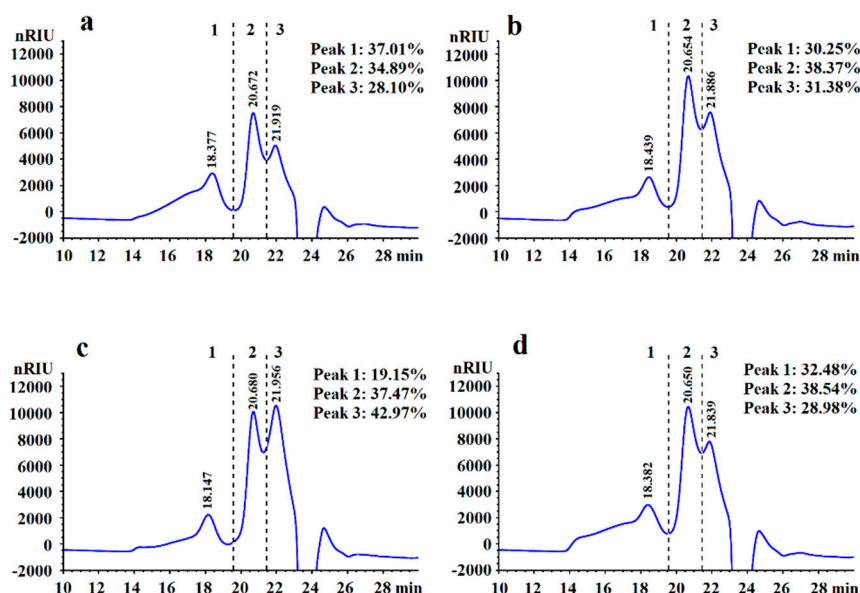 a
nRIU
1 2 3
Peak 1: 37.01%
Peak 2: 34.89%
Peak 3: 28.10%
18.377
20.672
21.919
12000
10000
8000
6000
4000
2000
0
-2000
10 12 14 16 18 20 22 24 26 28 min
b
nRIU
1 2 3
Peak 1: 30.25%
Peak 2: 38.37%
Peak 3: 31.38%
18.439
20.654
21.886
12000
10000
8000
6000
4000
2000
0
-2000
10 12 14 16 18 20 22 24 26 28 min
c
nRIU
1 2 3
Peak 1: 19.15%
Peak 2: 37.47%
Peak 3: 42.97%
18.147
20.680
21.956
12000
10000
8000
6000
4000
2000
0
-2000
10 12 14 16 18 20 22 24 26 28 min
d
nRIU
1 2 3
Peak 1: 32.48%
Peak 2: 38.54%
Peak 3: 28.98%
18.382
20.650
21.839
12000
10000
8000
6000
4000
2000
0
-2000
10 12 14 16 18 20 22 24 26 28 min